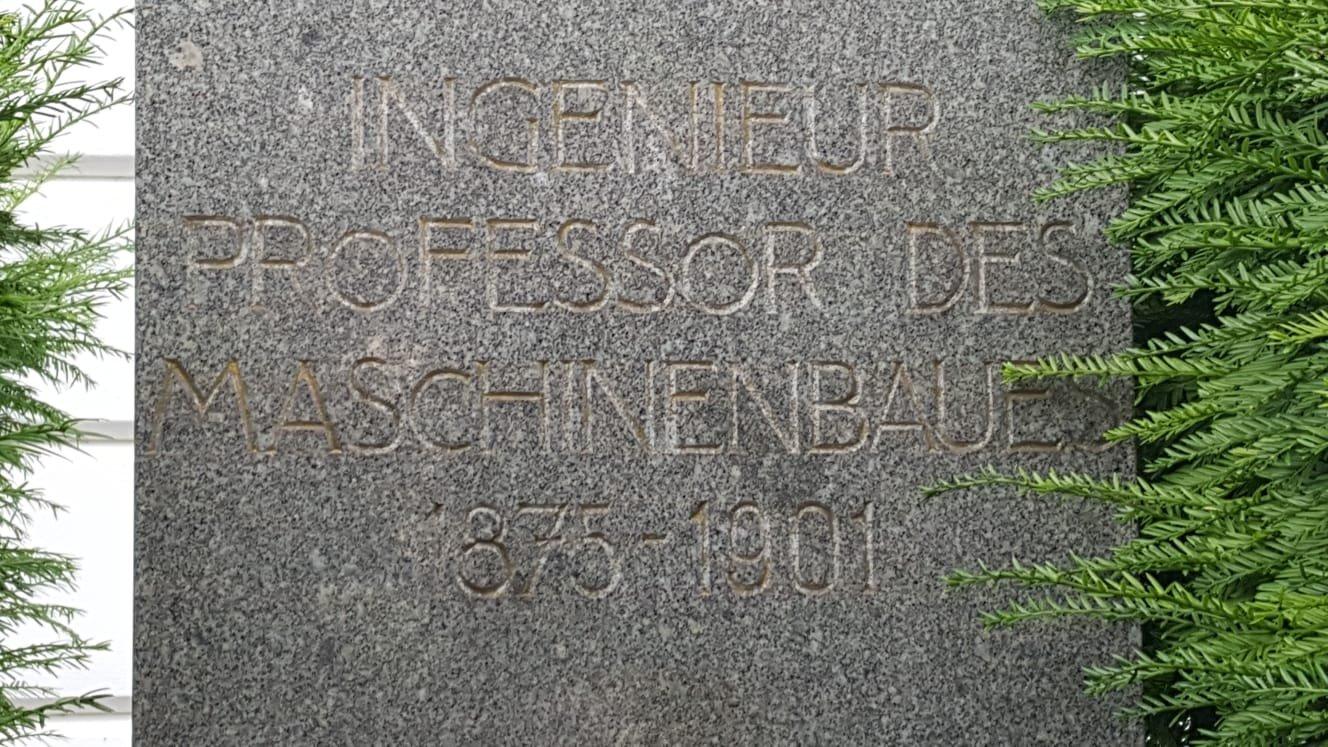 INGENIEUR
PROFESSOR DES
MASCHINENBAUES
1875-1901